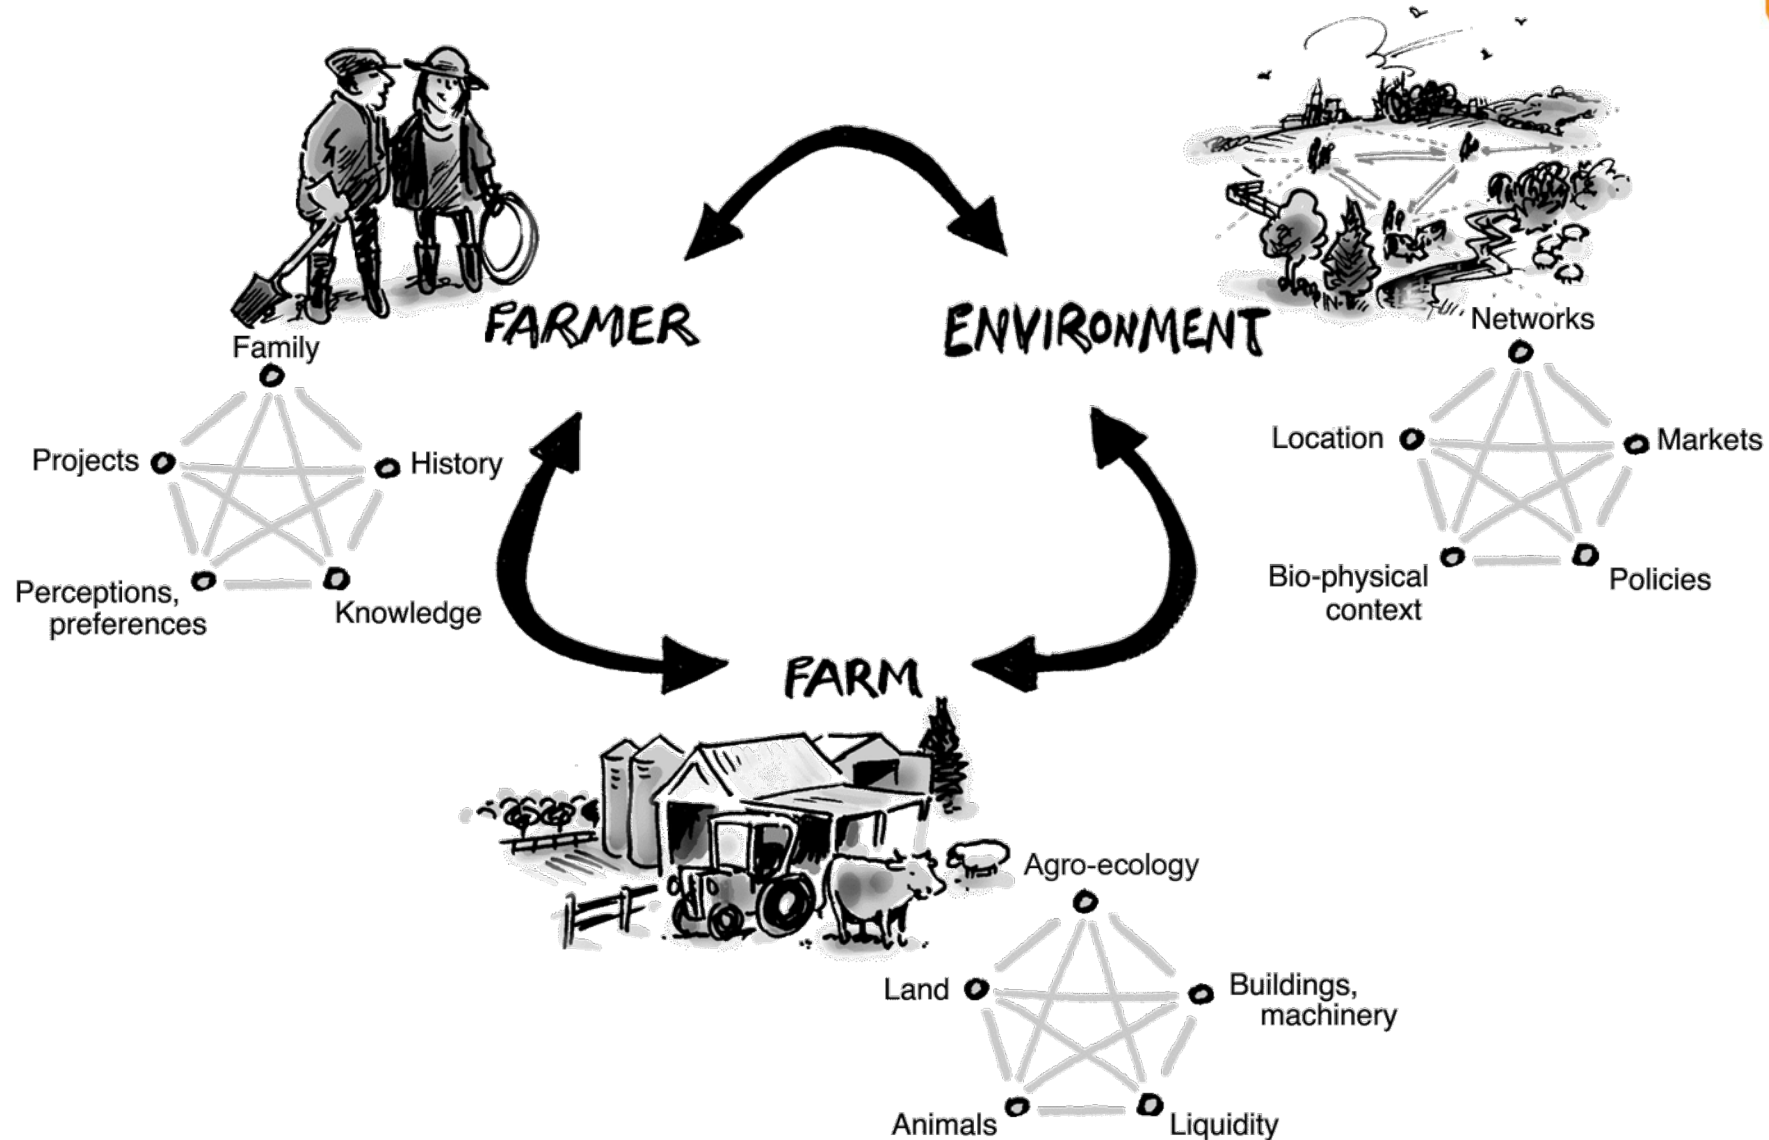 FARMER
Family
Projects
History
Perceptions,
preferences
Knowledge
ENVIRONMENT
Networks
Location
Markets
Bio-physical
context
Policies
FARM
Agro-ecology
Land
Buildings,
machinery
Animals
Liquidity